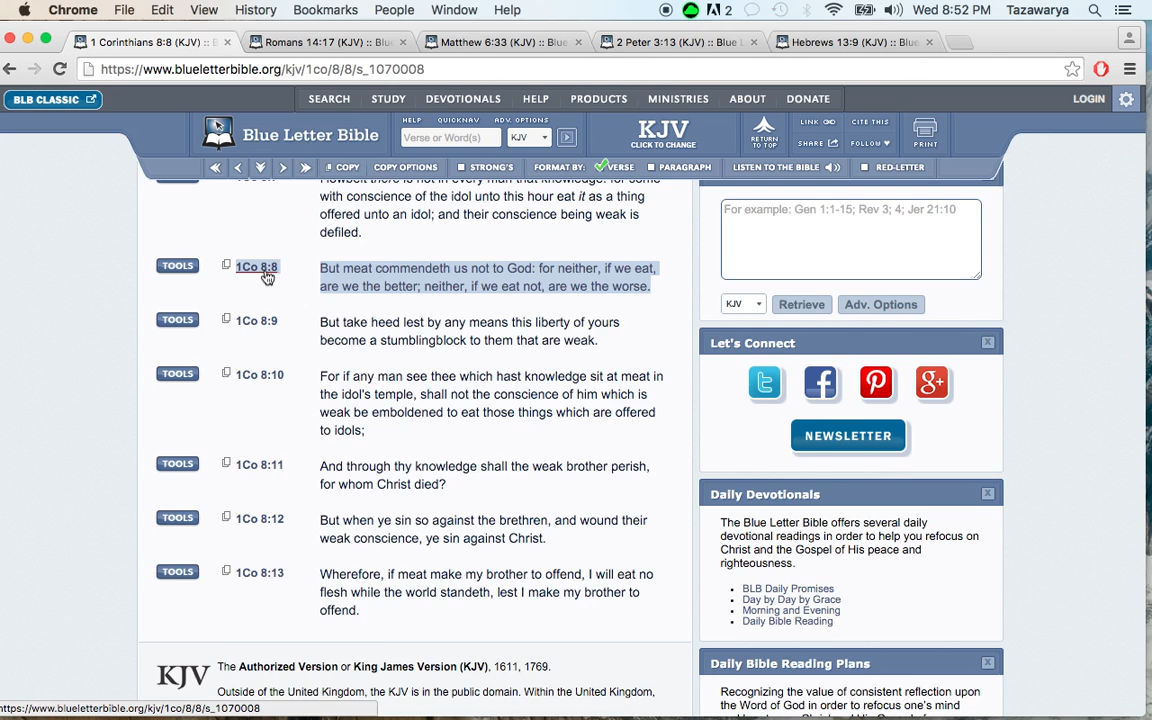 Chrome File Edit View History Bookmarks People Window Help 2 Wed 8:52 PM Tazawarya
1 Corinthians 8:8 (KJV) :: B
Romans 14:17 (KJV) :: Blue
Matthew 6:33 (KJV) :: Blue
2 Peter 3:13 (KJV) :: Blue L
Hebrews 13:9 (KJV) :: Blue
https://www.blueletterbible.org/kjv/1co/8/8/s_1070008
BLB CLASSIC SEARCH STUDY DEVOTIONALS HELP PRODUCTS MINISTRIES ABOUT DONATE LOGIN
Blue Letter Bible
HELP QUICKNAV ADV. OPTIONS
Verse or Word(s) KJV
KJV
CLICK TO CHANGE
RETURN
TO TOP
LINK CITE THIS
SHARE FOLLOW
PRINT
COPY COPY OPTIONS STRONG'S FORMAT BY: VERSE PARAGRAPH LISTEN TO THE BIBLE RED-LETTER
with conscience of the idol unto this hour eat it as a thing
offered unto an idol; and their conscience being weak is
defiled.
TOOLS 1Co 8:8 But meat commendeth us not to God: for neither, if we eat,
are we the better; neither, if we eat not, are we the worse.
TOOLS 1Co 8:9 But take heed lest by any means this liberty of yours
become a stumblingblock to them that are weak.
TOOLS 1Co 8:10 For if any man see thee which hast knowledge sit at meat in
the idol's temple, shall not the conscience of him which is
weak be emboldened to eat those things which are offered
to idols;
TOOLS 1Co 8:11 And through thy knowledge shall the weak brother perish,
for whom Christ died?
TOOLS 1Co 8:12 But when ye sin so against the brethren, and wound their
weak conscience, ye sin against Christ.
TOOLS 1Co 8:13 Wherefore, if meat make my brother to offend, I will eat no
flesh while the world standeth, lest I make my brother to
offend.
KJV The Authorized Version or King James Version (KJV), 1611, 1769.
Outside of the United Kingdom, the KJV is in the public domain. Within the United Kingdom,
https://www.blueletterbible.org/kjv/1co/8/8/s_1070008
For example: Gen 1:1-15; Rev 3; 4; Jer 21:10
KJV Retrieve Adv. Options
Let's Connect
NEWSLETTER
Daily Devotionals
The Blue Letter Bible offers several daily
devotional readings in order to help you refocus on
Christ and the Gospel of His peace and
righteousness.
BLB Daily Promises
Day by Day by Grace
Morning and Evening
Daily Bible Reading
Daily Bible Reading Plans
Recognizing the value of consistent reflection upon
the Word of God in order to refocus one's mind